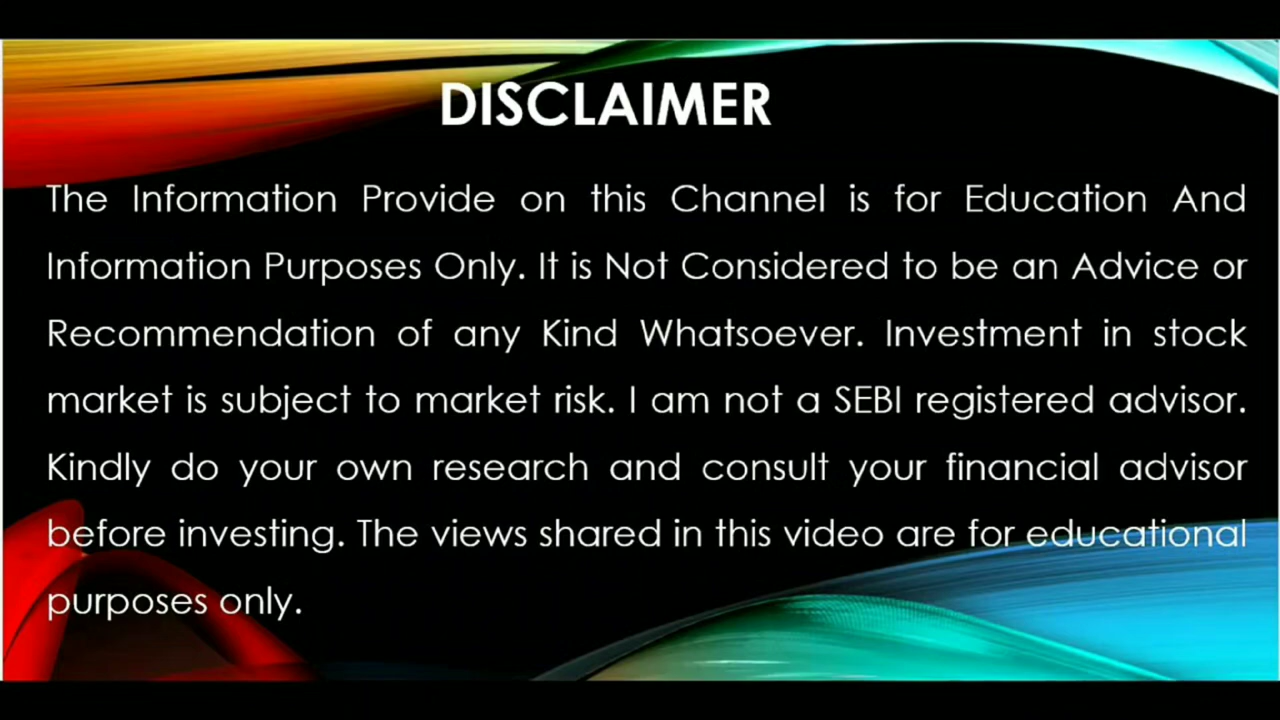 DISCLAIMER
The Information Provide on this Channel is for Education And
Information Purposes Only. It is Not Considered to be an Advice or
Recommendation of any Kind Whatsoever. Investment in stock
market is subject to market risk. I am not a SEBI registered advisor.
Kindly do your own research and consult your financial advisor
before investing. The views shared in this video are for educational
purposes only.